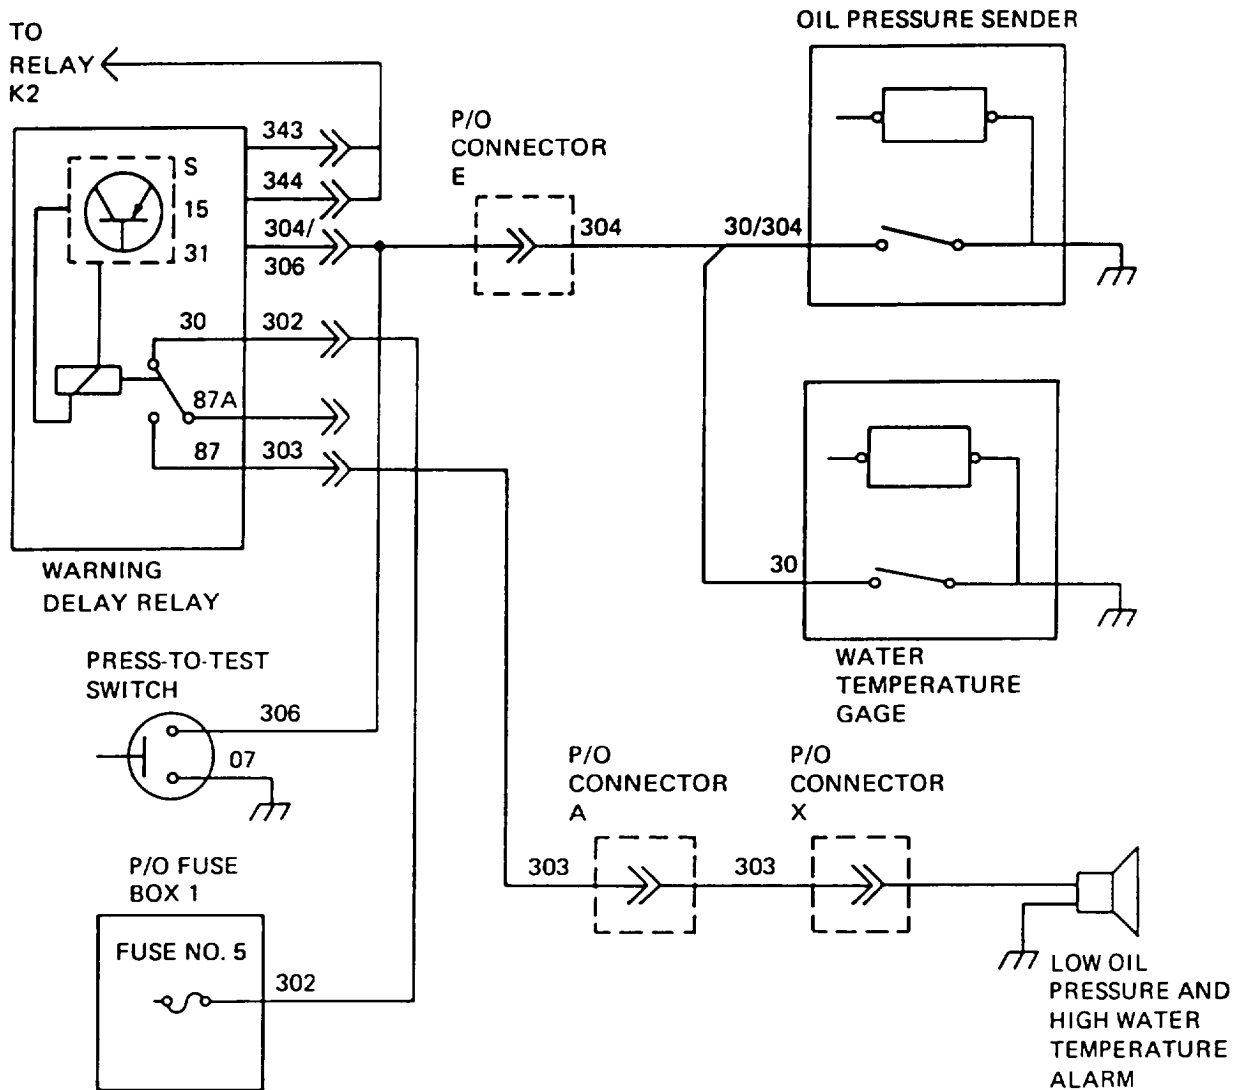 TO
RELAY
K2
OIL PRESSURE SENDER
343
344
304/
306
S
15
31
P/O
CONNECTOR
E
304
30/304
30
302
87A
87
303
WARNING
DELAY RELAY
30
WATER
TEMPERATURE
GAGE
PRESS-TO-TEST
SWITCH
306
07
P/O FUSE
BOX 1
FUSE NO. 5
302
P/O
CONNECTOR
A
P/O
CONNECTOR
X
303
303
LOW OIL
PRESSURE AND
HIGH WATER
TEMPERATURE
ALARM